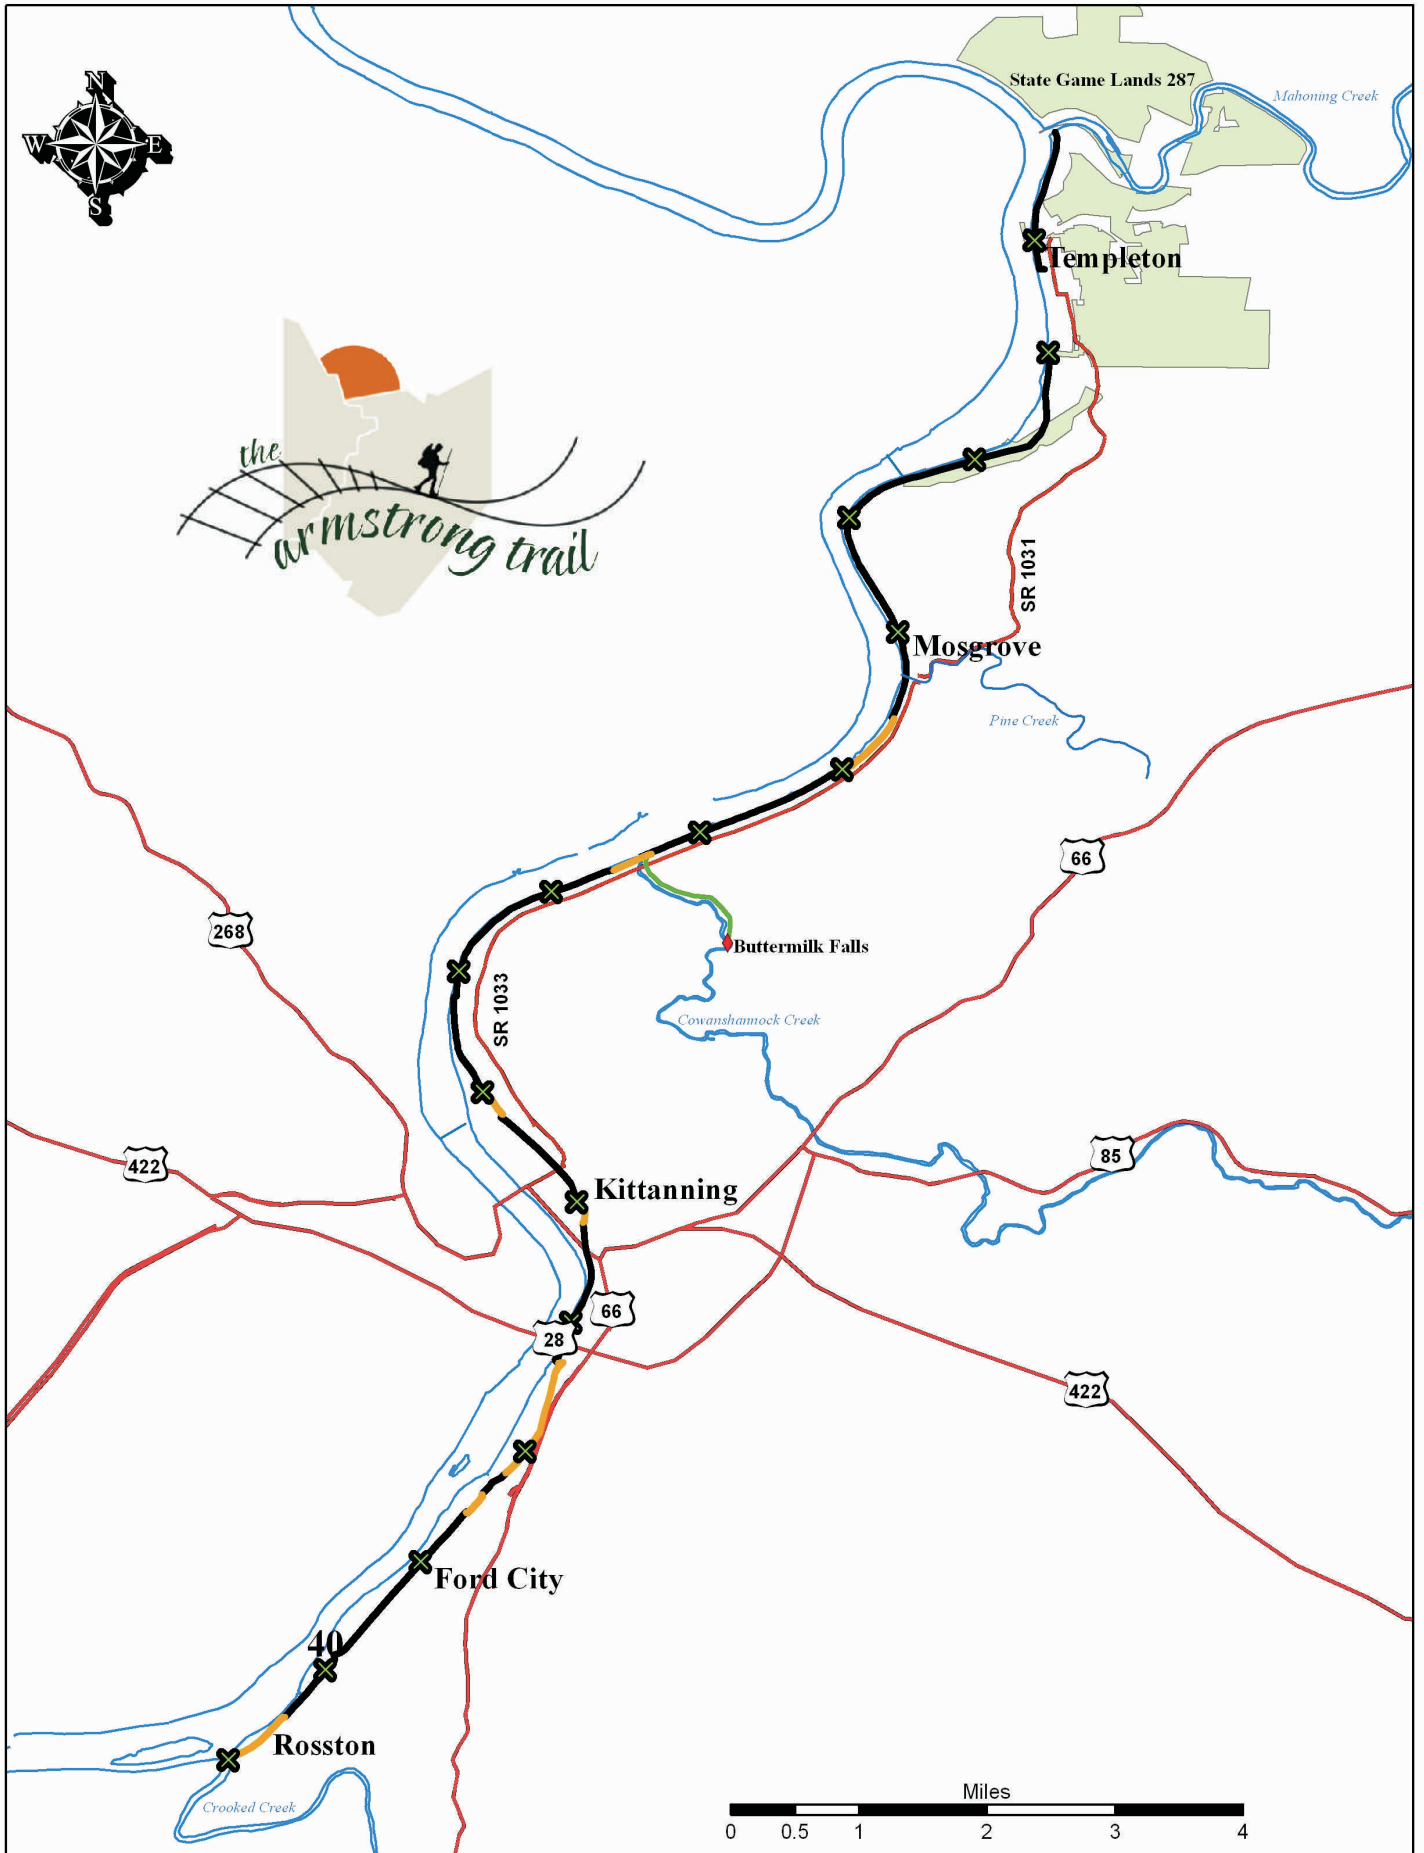 State Game Lands 287
Mahoning Creek
N
W
E
S
Templeton
the
armstrong trail
SR 1031
Mosgrove
Pine Creek
66
268
Buttermilk Falls
SR 1033
Cowanshannock Creek
422
85
Kittanning
66
28
422
Ford City
40
Rosston
Crooked Creek
Miles
0 0.5 1 2 3 4